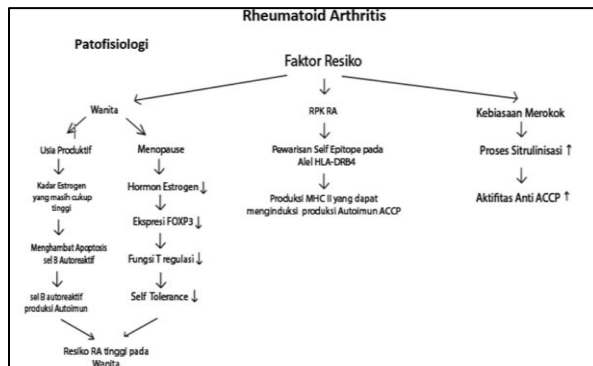 Rheumatoid Arthritis
Patofisiologi
Faktor Resiko
Wanita
RPK RA
Kebiasaan Merokok
Usia Produktif
Menopause
Pewarisan Self Epitope pada
Alel HLA-DRB4
Proses Sitrulinisasi ↑
Kadar Estrogen
yang masih cukup
tinggi
Hormon Estrogen ↓
Produksi MHC II yang dapat
menginduksi produksi Autoimun ACCP
Aktifitas Anti ACCP ↑
Ekspresi FOXP3 ↓
Menghambat Apoptosis
sel B Autoreaktif
Fungsi T regulasi ↓
sel B autoreaktif
produksi Autoimun
Self Tolerance ↓
Resiko RA tinggi pada
Wanita